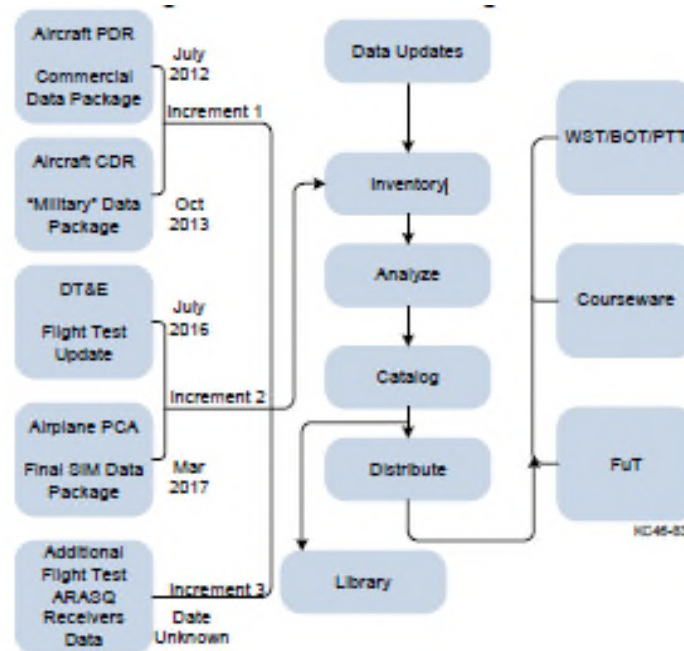 Aircraft PDR
Commercial
Data Package
July
2012
Increment 1
Aircraft CDR
"Military" Data
Package
Oct
2013
DT&E
Flight Test
Update
July
2016
Increment 2
Airplane PCA
Final SIM Data
Package
Mar
2017
Additional
Flight Test
ARASQ
Receivers
Data
Increment 3
Date
Unknown
Data Updates
Inventory
Analyze
Catalog
Distribute
Library
WST/BOT/PTT
Courseware
FuT